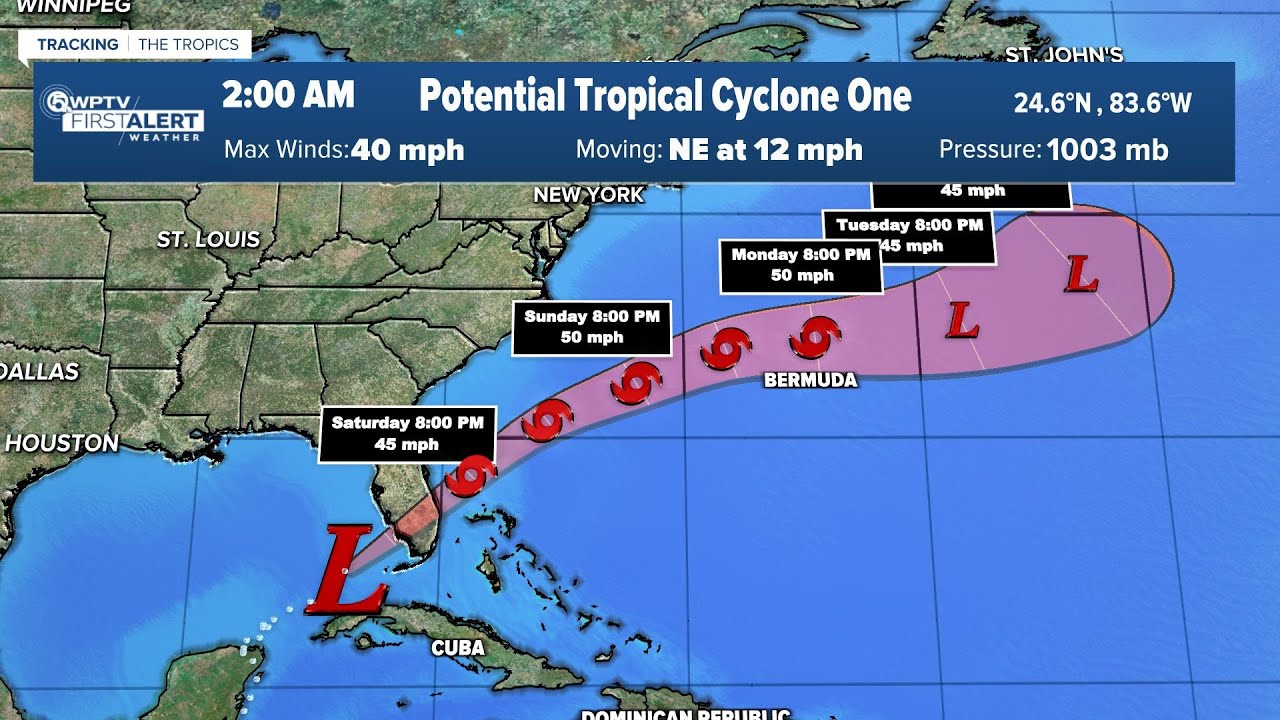 WINNIPEG
TRACKING | THE TROPICS
ST. JOHN'S
5 WPTV
FIRST ALERT
WEATHER
2:00 AM
Potential Tropical Cyclone One
24.6°N , 83.6°W
Max Winds: 40 mph
Moving: NE at 12 mph
Pressure: 1003 mb
NEW YORK
45 mph
ST. LOUIS
Tuesday 8:00 PM
45 mph
Monday 8:00 PM
50 mph
Sunday 8:00 PM
50 mph
L
L
DALLAS
BERMUDA
Saturday 8:00 PM
45 mph
HOUSTON
L
CUBA
DOMINICAN REPUBLIC